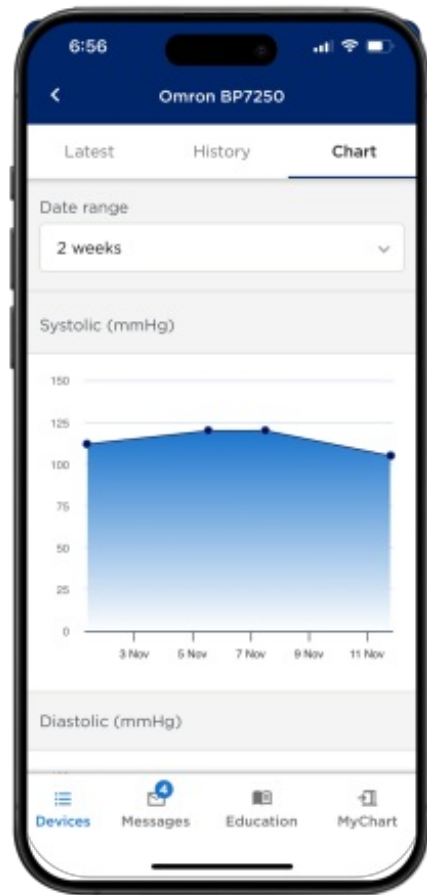 6:56
Omron BP7250
Latest History Chart
Date range
2 weeks
Systolic (mmHg)
150
125
100
75
50
25
0
3 Nov 5 Nov 7 Nov 9 Nov 11 Nov
Diastolic (mmHg)
4
Devices Messages Education MyChart